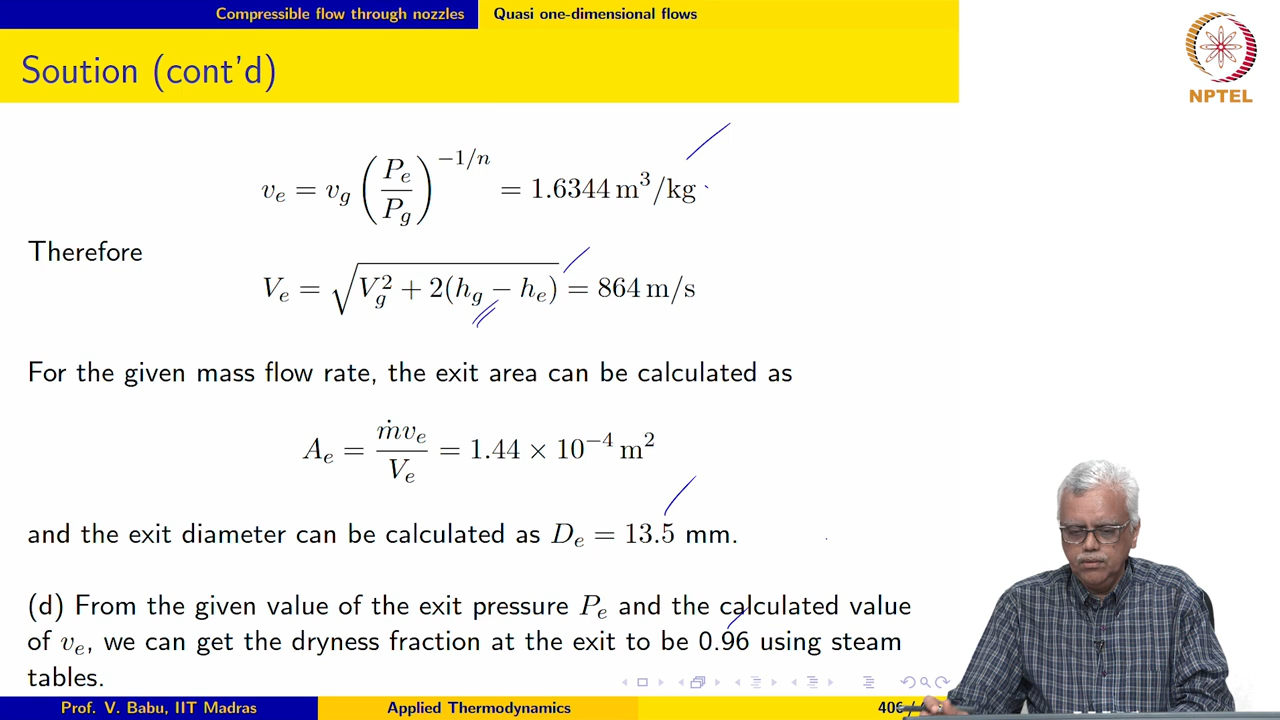 Compressible flow through nozzles Quasi one-dimensional flows
Soution (cont'd)
NPTEL
v_e = v_g (P_e / P_g)^{-1/n} = 1.6344 m^3/kg
Therefore
V_e = √(V_g^2 + 2(h_g − h_e)) = 864 m/s
For the given mass flow rate, the exit area can be calculated as
A_e = ṁv_e / V_e = 1.44 × 10^{−4} m^2
and the exit diameter can be calculated as D_e = 13.5 mm.
(d) From the given value of the exit pressure P_e and the calculated value
of v_e, we can get the dryness fraction at the exit to be 0.96 using steam
tables.
Prof. V. Babu, IIT Madras Applied Thermodynamics